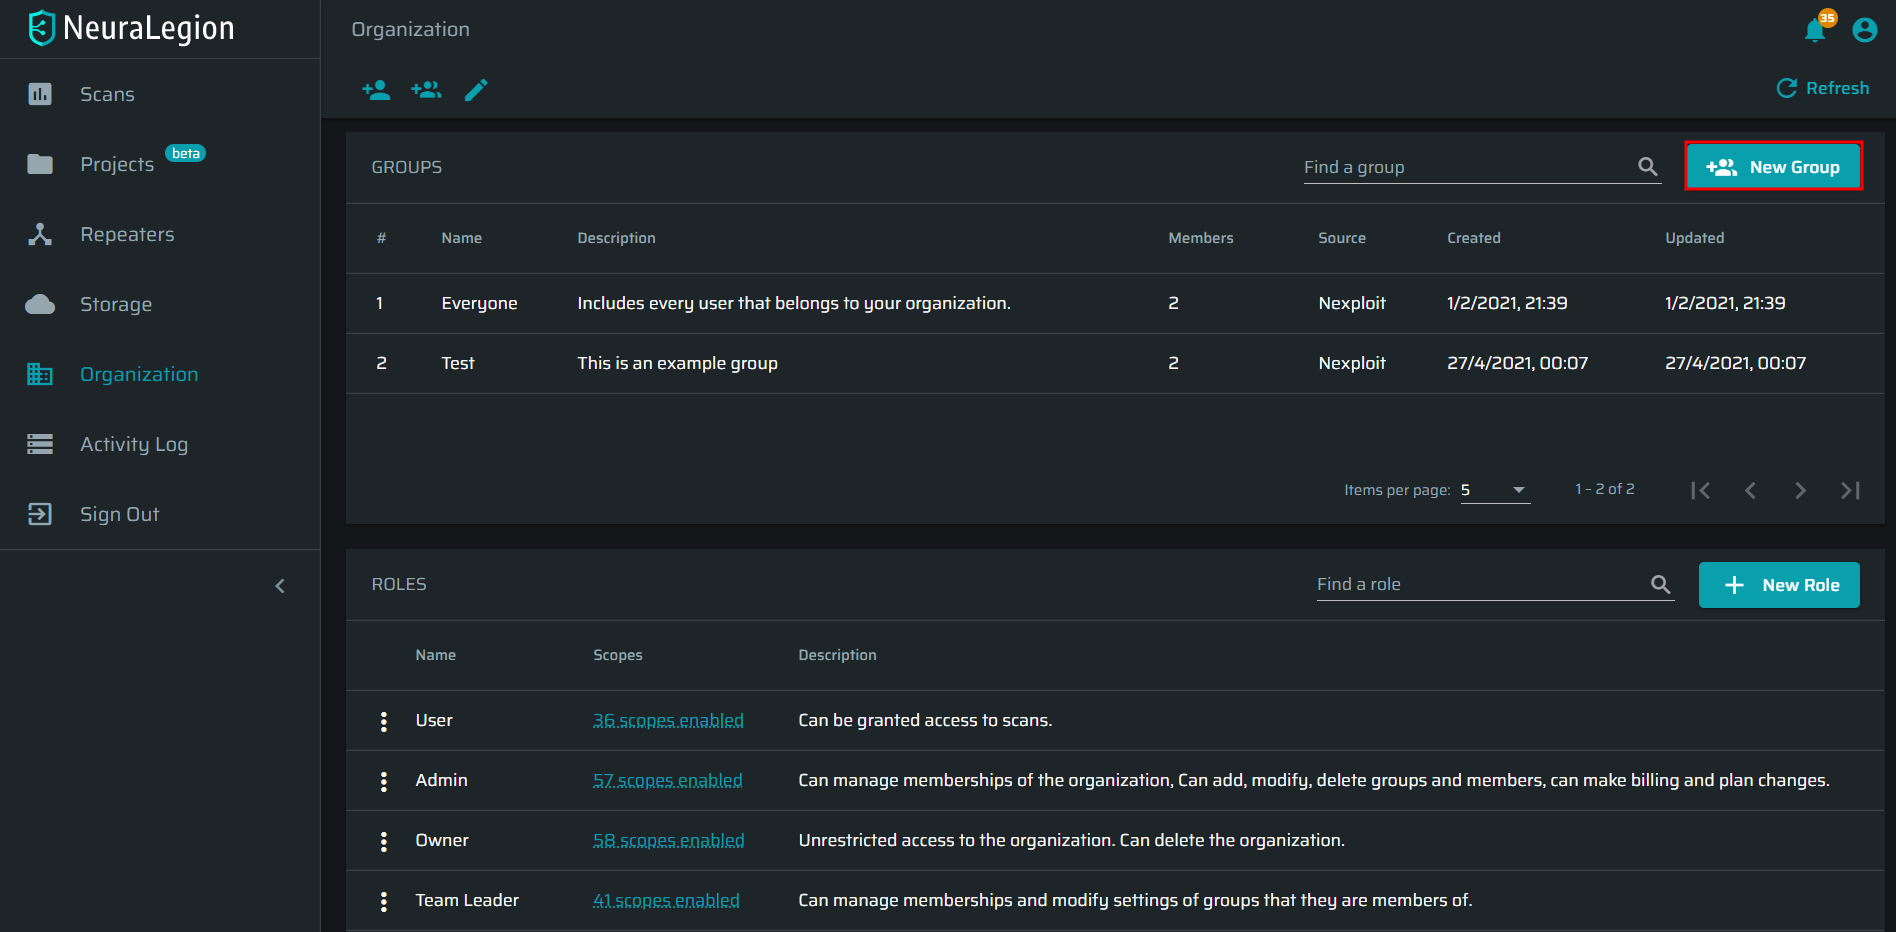 NeuraLegion
Scans
Projects beta
Repeaters
Storage
Organization
Activity Log
Sign Out
Organization
35
Refresh
GROUPS
Find a group
New Group
# Name Description Members Source Created Updated
1 Everyone Includes every user that belongs to your organization. 2 Nexploit 1/2/2021, 21:39 1/2/2021, 21:39
2 Test This is an example group 2 Nexploit 27/4/2021, 00:07 27/4/2021, 00:07
Items per page: 5 1 – 2 of 2
ROLES
Find a role
New Role
Name Scopes Description
User 36 scopes enabled Can be granted access to scans.
Admin 57 scopes enabled Can manage memberships of the organization, Can add, modify, delete groups and members, can make billing and plan changes.
Owner 58 scopes enabled Unrestricted access to the organization. Can delete the organization.
Team Leader 41 scopes enabled Can manage memberships and modify settings of groups that they are members of.